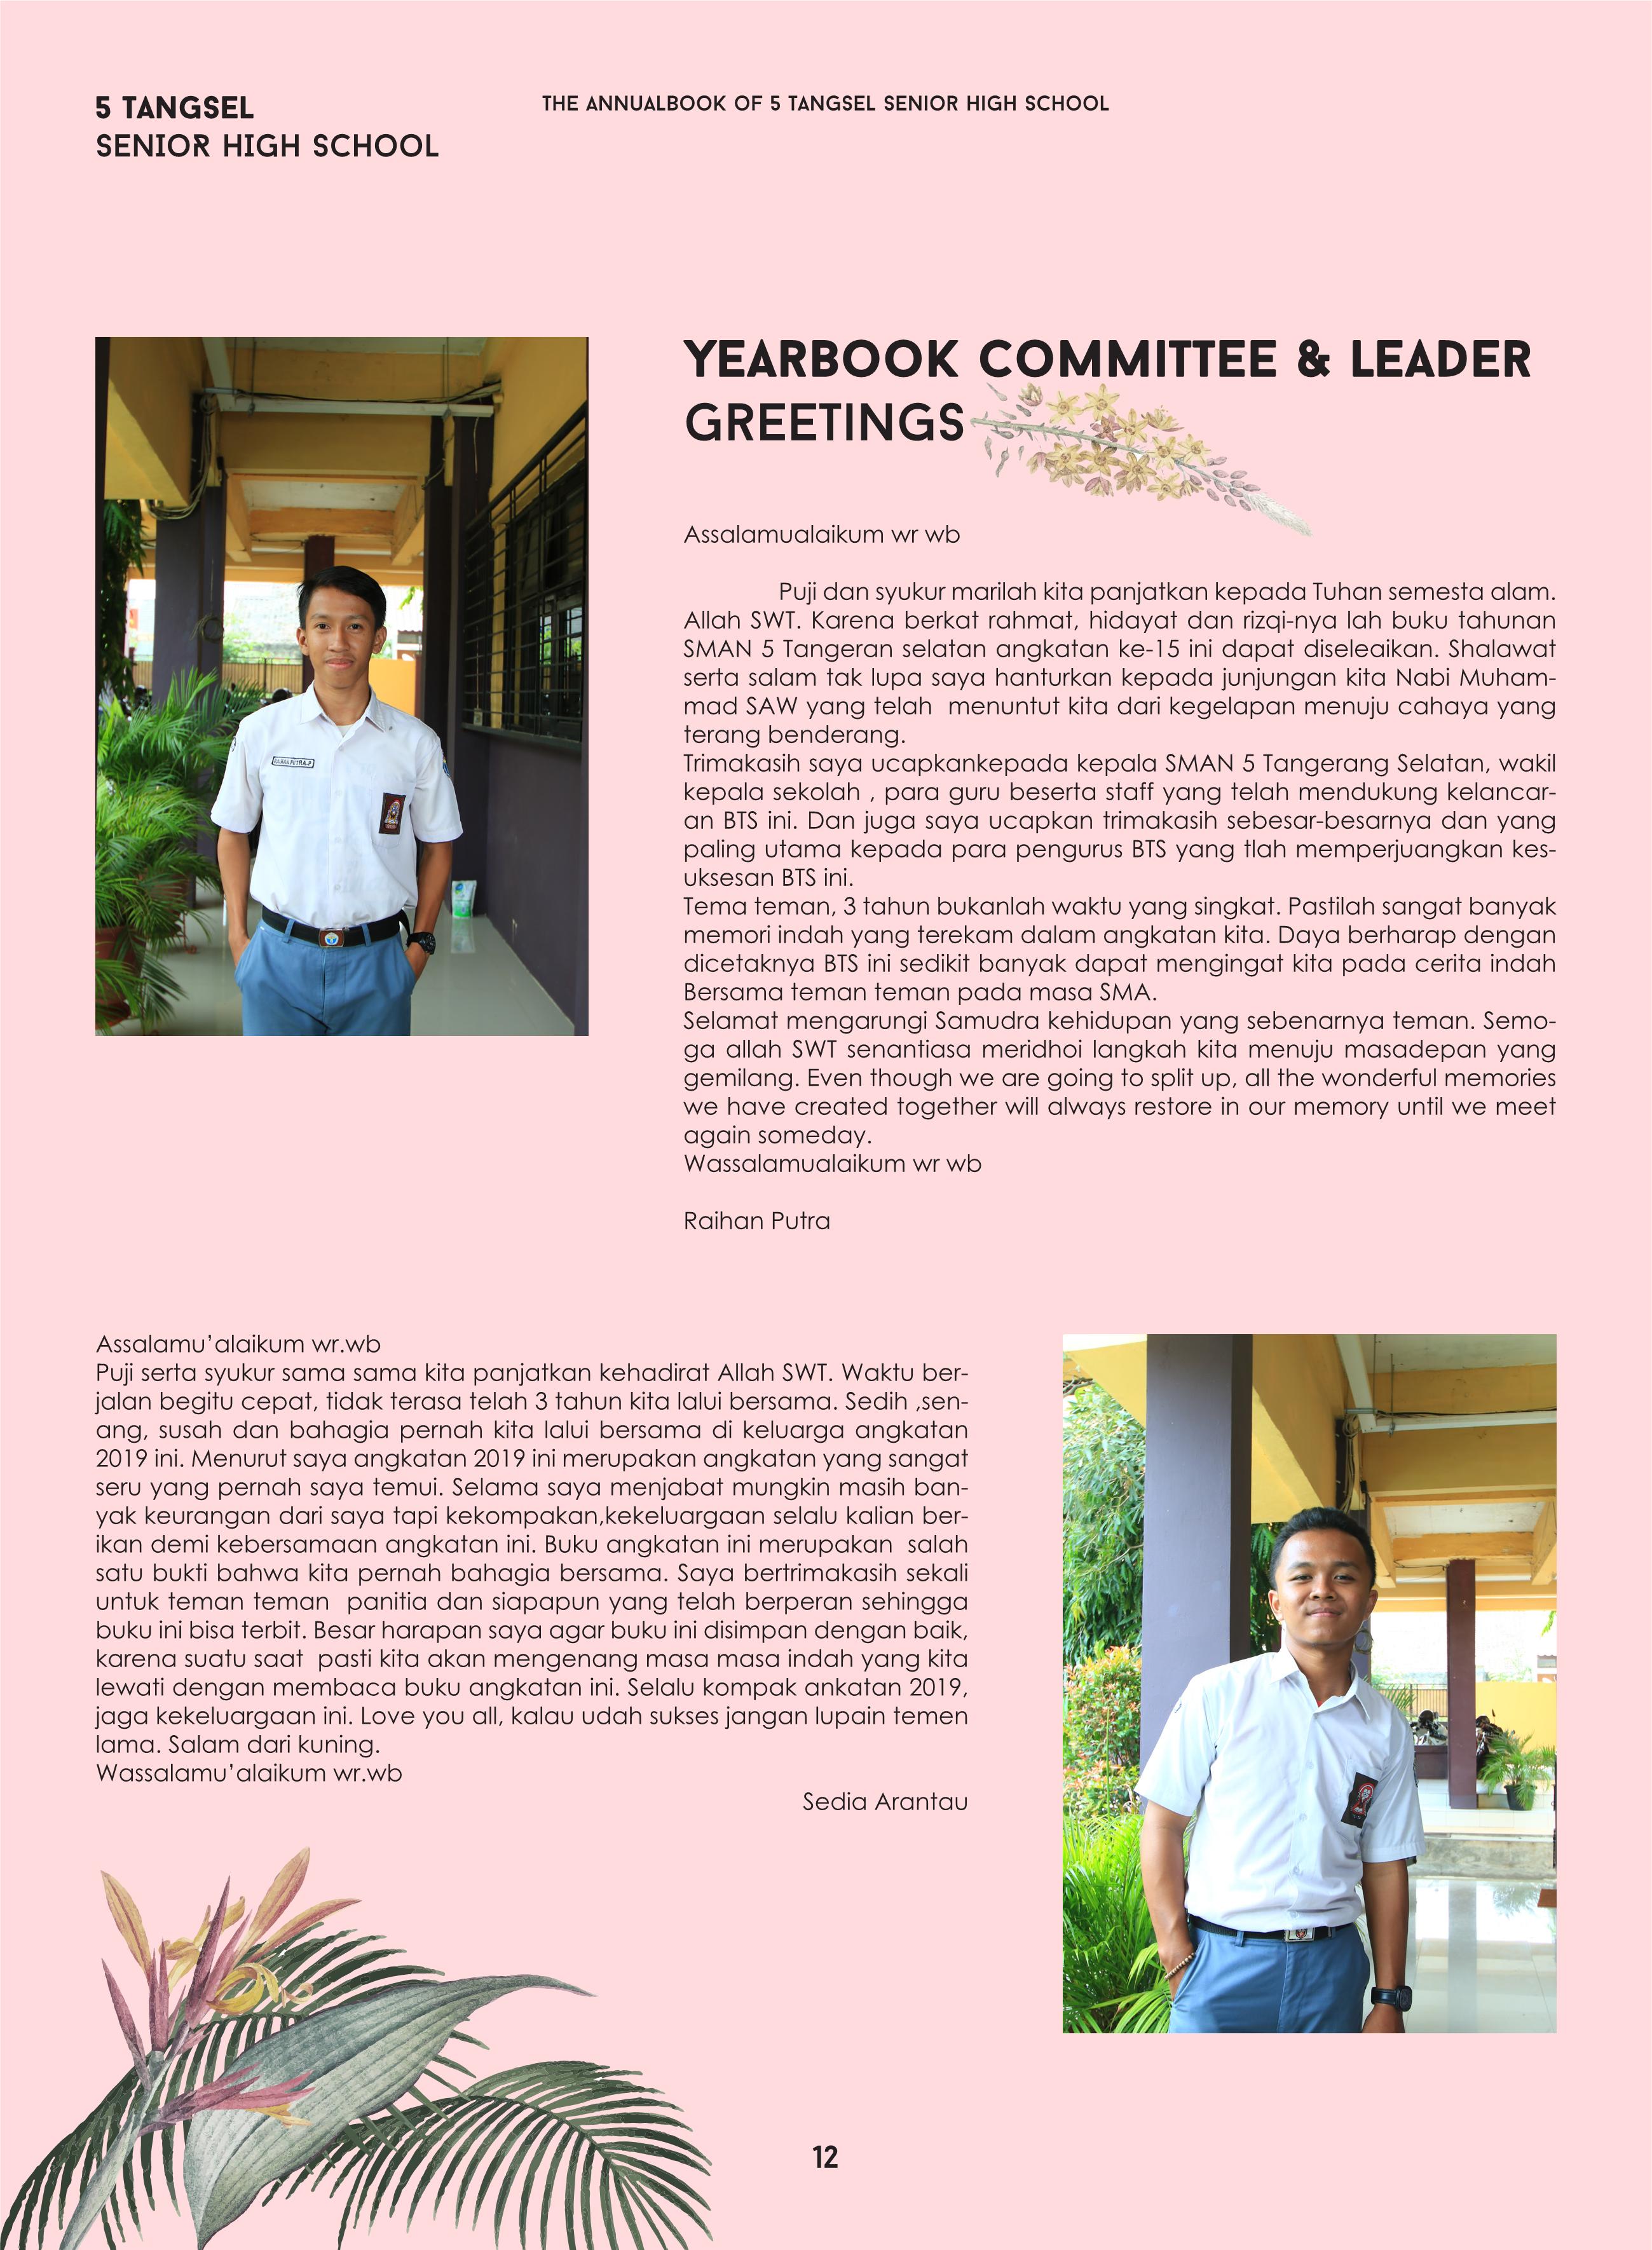 5 TANGSEL
SENIOR HIGH SCHOOL
THE ANNUALBOOK OF 5 TANGSEL SENIOR HIGH SCHOOL
YEARBOOK COMMITTEE & LEADER
GREETINGS
Assalamualaikum wr wb
Puji dan syukur marilah kita panjatkan kepada Tuhan semesta alam.
Allah SWT. Karena berkat rahmat, hidayat dan rizqi-nya lah buku tahunan
SMAN 5 Tangeran selatan angkatan ke-15 ini dapat diseleaikan. Shalawat
serta salam tak lupa saya hanturkan kepada junjungan kita Nabi Muham-
mad SAW yang telah  menuntut kita dari kegelapan menuju cahaya yang
terang benderang.
Trimakasih saya ucapkankepada kepala SMAN 5 Tangerang Selatan, wakil
kepala sekolah , para guru beserta staff yang telah mendukung kelancar-
an BTS ini. Dan juga saya ucapkan trimakasih sebesar-besarnya dan yang
paling utama kepada para pengurus BTS yang tlah memperjuangkan kes-
uksesan BTS ini.
Tema teman, 3 tahun bukanlah waktu yang singkat. Pastilah sangat banyak
memori indah yang terekam dalam angkatan kita. Daya berharap dengan
dicetaknya BTS ini sedikit banyak dapat mengingat kita pada cerita indah
Bersama teman teman pada masa SMA.
Selamat mengarungi Samudra kehidupan yang sebenarnya teman. Semo-
ga allah SWT senantiasa meridhoi langkah kita menuju masadepan yang
gemilang. Even though we are going to split up, all the wonderful memories
we have created together will always restore in our memory until we meet
again someday.
Wassalamualaikum wr wb
Raihan Putra
Assalamu'alaikum wr.wb
Puji serta syukur sama sama kita panjatkan kehadirat Allah SWT. Waktu ber-
jalan begitu cepat, tidak terasa telah 3 tahun kita lalui bersama. Sedih ,sen-
ang, susah dan bahagia pernah kita lalui bersama di keluarga angkatan
2019 ini. Menurut saya angkatan 2019 ini merupakan angkatan yang sangat
seru yang pernah saya temui. Selama saya menjabat mungkin masih ban-
yak keurangan dari saya tapi kekompakan,kekeluargaan selalu kalian ber-
ikan demi kebersamaan angkatan ini. Buku angkatan ini merupakan  salah
satu bukti bahwa kita pernah bahagia bersama. Saya bertrimakasih sekali
untuk teman teman  panitia dan siapapun yang telah berperan sehingga
buku ini bisa terbit. Besar harapan saya agar buku ini disimpan dengan baik,
karena suatu saat  pasti kita akan mengenang masa masa indah yang kita
lewati dengan membaca buku angkatan ini. Selalu kompak ankatan 2019,
jaga kekeluargaan ini. Love you all, kalau udah sukses jangan lupain temen
lama. Salam dari kuning.
Wassalamu'alaikum wr.wb
Sedia Arantau
12